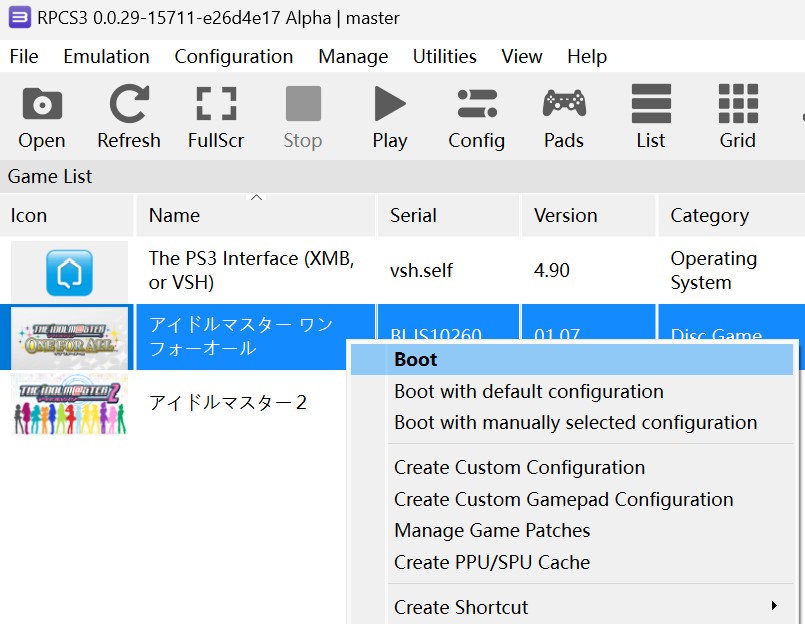 RPCS3 0.0.29-15711-e26d4e17 Alpha | master
File Emulation Configuration Manage Utilities View Help
Open Refresh FullScr Stop Play Config Pads List Grid
Game List
Icon Name Serial Version Category
The PS3 Interface (XMB,
or VSH)
vsh.self
4.90
Operating
System
THE IDOLM@STER
ONE FOR ALL
アイドルマスター ワン
フォーオール
BLJS10260
01.07
Disc Game
THE IDOLM@STER 2
アイドルマスター２
Boot
Boot with default configuration
Boot with manually selected configuration
Create Custom Configuration
Create Custom Gamepad Configuration
Manage Game Patches
Create PPU/SPU Cache
Create Shortcut